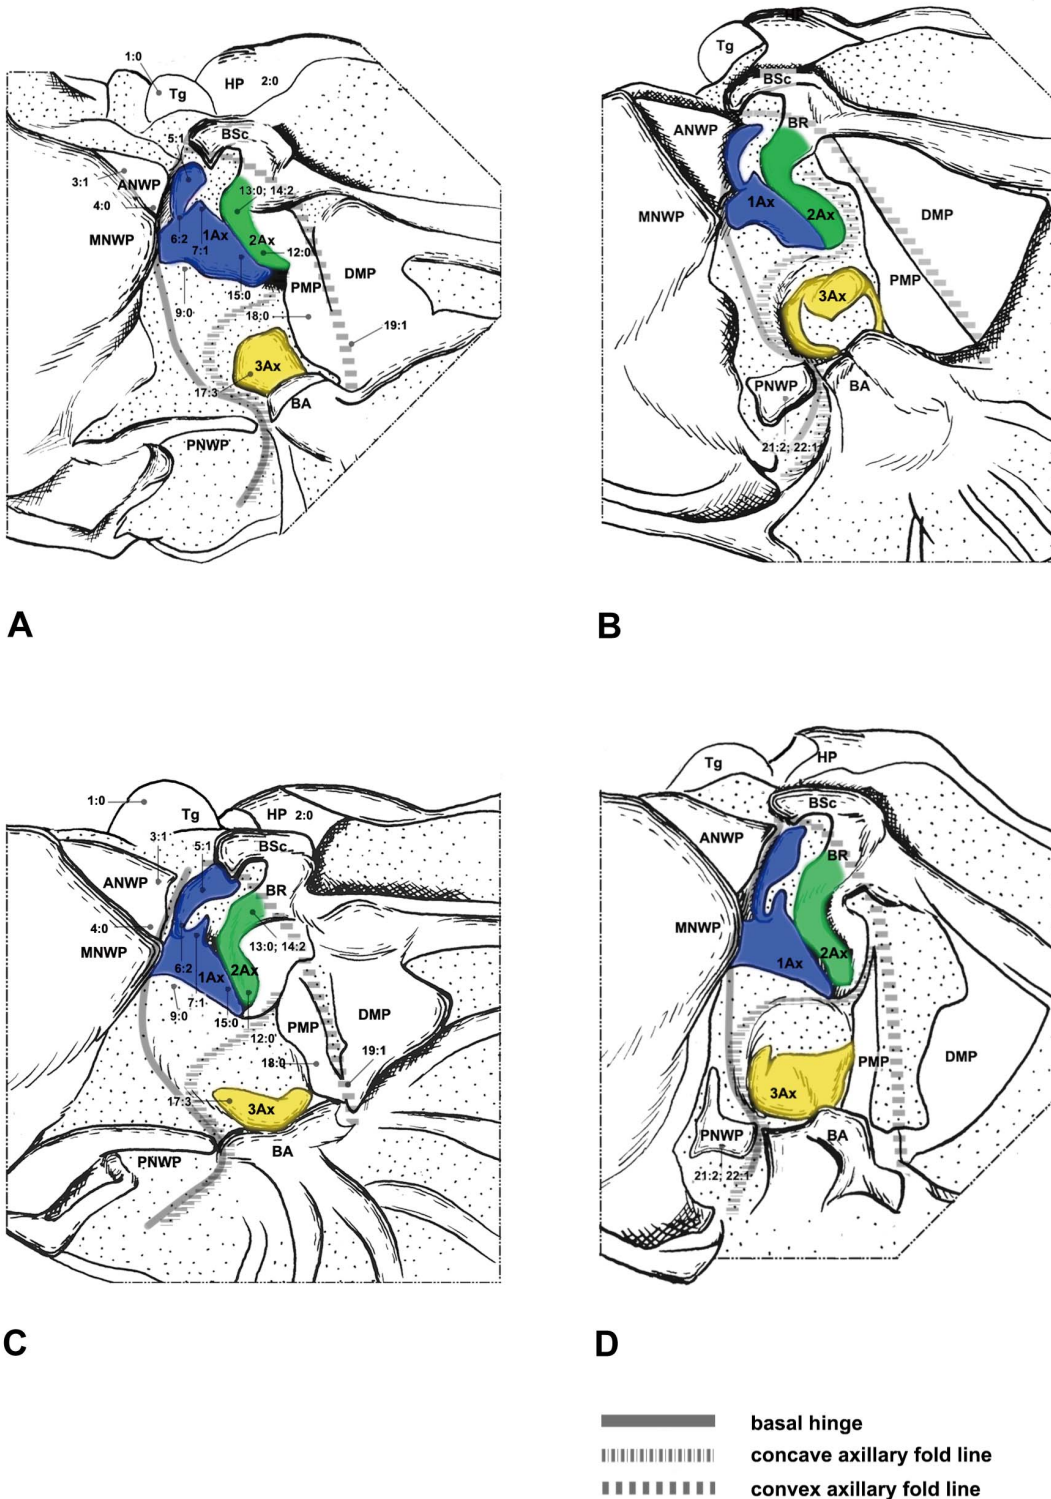 1:0
Tg
HP 2:0
BSc
5:1
3:1
ANWP
4:0
13:0; 14:2
MNWP
6:2
1Ax
2Ax
7:1
12:0
DMP
PMP
15:0
9:0
18:0
19:1
3Ax
17:3
BA
PNWP
A
HP
Tg
BSc
ANWP
BR
1Ax
2Ax
MNWP
DMP
PMP
3Ax
PNWP
BA
21:2; 22:1
B
1:0
Tg
HP 2:0
3:1
5:1
BSc
ANWP
BR
4:0
MNWP
13:0; 14:2
6:2
1Ax
2Ax
7:1
9:0
15:0
12:0
PMP
DMP
18:0
19:1
17:3
3Ax
BA
PNWP
C
Tg
HP
BSc
ANWP
BR
MNWP
1Ax
2Ax
PMP
DMP
3Ax
PNWP
BA
21:2; 22:1
D
basal hinge
concave axillary fold line
convex axillary fold line